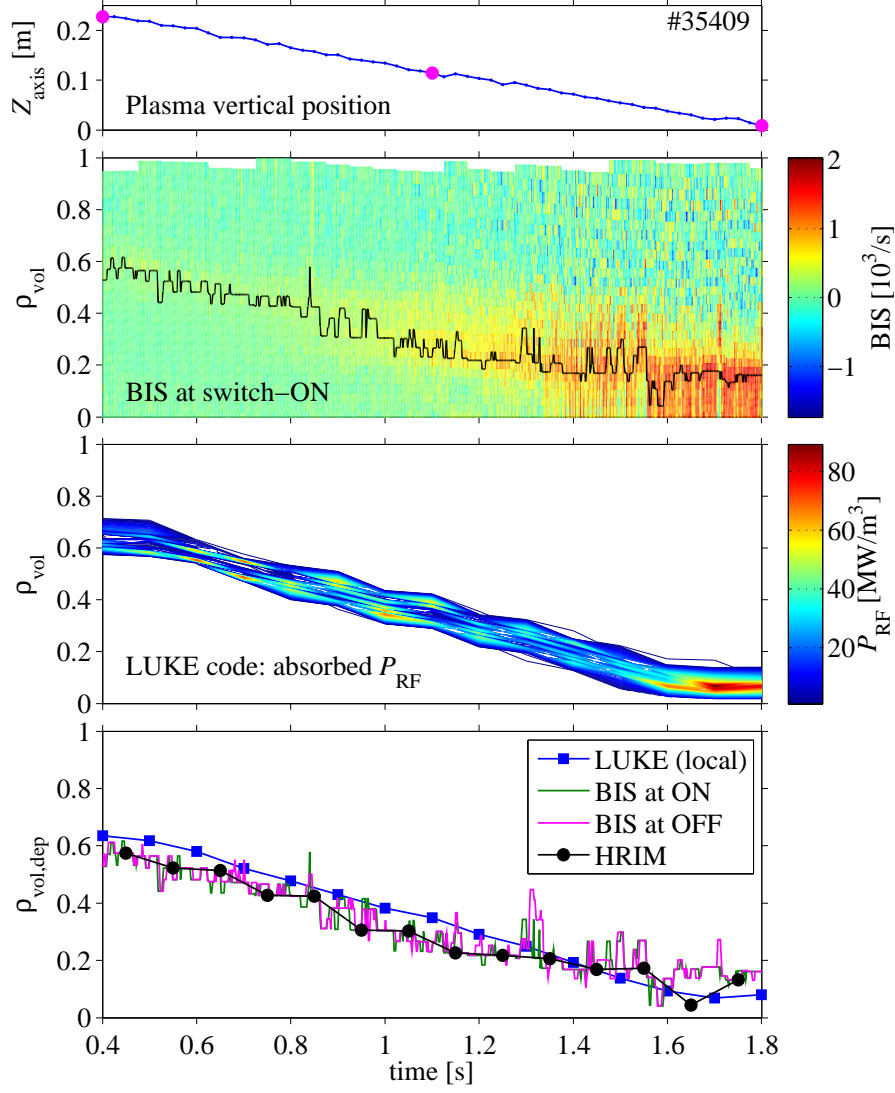 #35409
0.2
0.1
0
Z_axis [m]
Plasma vertical position
1
0.8
0.6
0.4
0.2
0
ρ_vol
BIS at switch−ON
2
1
0
−1
BIS [10^3/s]
1
0.8
0.6
0.4
0.2
0
ρ_vol
LUKE code: absorbed P_RF
80
60
40
20
P_RF [MW/m^3]
1
0.8
0.6
0.4
0.2
0
ρ_vol,dep
LUKE (local)
BIS at ON
BIS at OFF
HRIM
0.4 0.6 0.8 1 1.2 1.4 1.6 1.8
time [s]